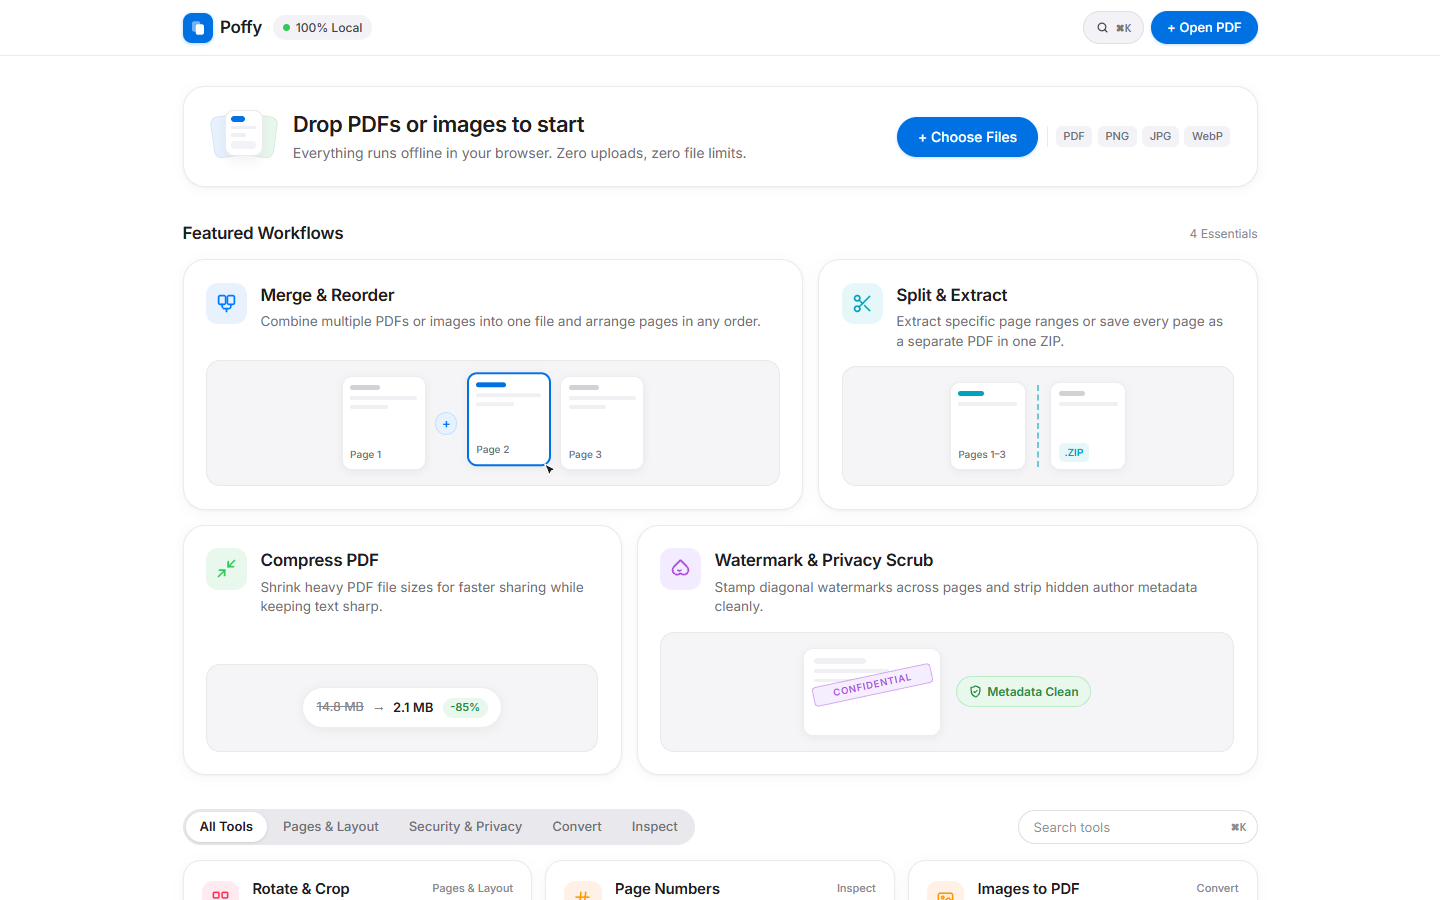 Poffy
100% Local
⌘K
+ Open PDF
Drop PDFs or images to start
Everything runs offline in your browser. Zero uploads, zero file limits.
+ Choose Files
PDF
PNG
JPG
WebP
Featured Workflows
4 Essentials
Merge & Reorder
Combine multiple PDFs or images into one file and arrange pages in any order.
Page 1
+
Page 2
Page 3
Split & Extract
Extract specific page ranges or save every page as
a separate PDF in one ZIP.
Pages 1–3
.ZIP
Compress PDF
Shrink heavy PDF file sizes for faster sharing while
keeping text sharp.
14.8 MB → 2.1 MB -85%
Watermark & Privacy Scrub
Stamp diagonal watermarks across pages and strip hidden author metadata
cleanly.
CONFIDENTIAL
Metadata Clean
All Tools
Pages & Layout
Security & Privacy
Convert
Inspect
Search tools
⌘K
Rotate & Crop
Pages & Layout
Page Numbers
Inspect
Images to PDF
Convert